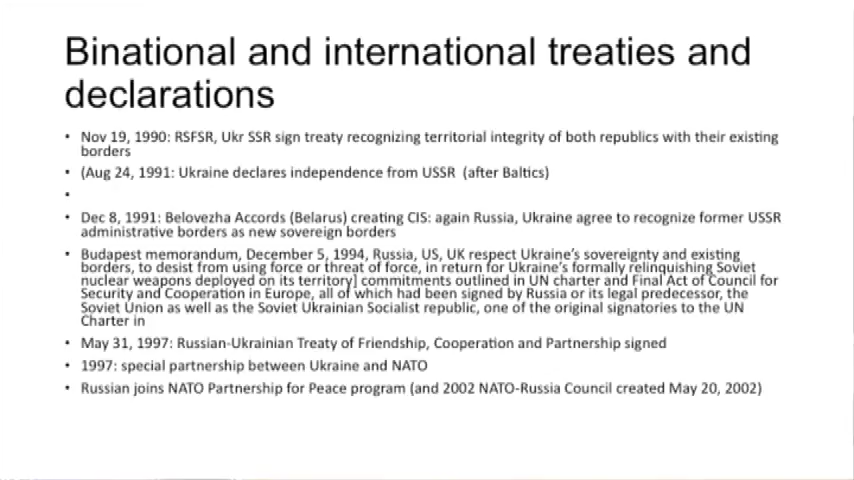 Binational and international treaties and
declarations
• Nov 19, 1990: RSFSR, Ukr SSR sign treaty recognizing territorial integrity of both republics with their existing
borders
• (Aug 24, 1991: Ukraine declares independence from USSR (after Baltics)
•
• Dec 8, 1991: Belovezha Accords (Belarus) creating CIS: again Russia, Ukraine agree to recognize former USSR
administrative borders as new sovereign borders
• Budapest memorandum, December 5, 1994, Russia, US, UK respect Ukraine's sovereignty and existing
borders, to desist from using force or threat of force, in return for Ukraine's formally relinquishing Soviet
nuclear weapons deployed on its territory] commitments outlined in UN charter and Final Act of Council for
Security and Cooperation in Europe, all of which had been signed by Russia or its legal predecessor, the
Soviet Union as well as the Soviet Ukrainian Socialist republic, one of the original signatories to the UN
Charter in
• May 31, 1997: Russian-Ukrainian Treaty of Friendship, Cooperation and Partnership signed
• 1997: special partnership between Ukraine and NATO
• Russian joins NATO Partnership for Peace program (and 2002 NATO-Russia Council created May 20, 2002)